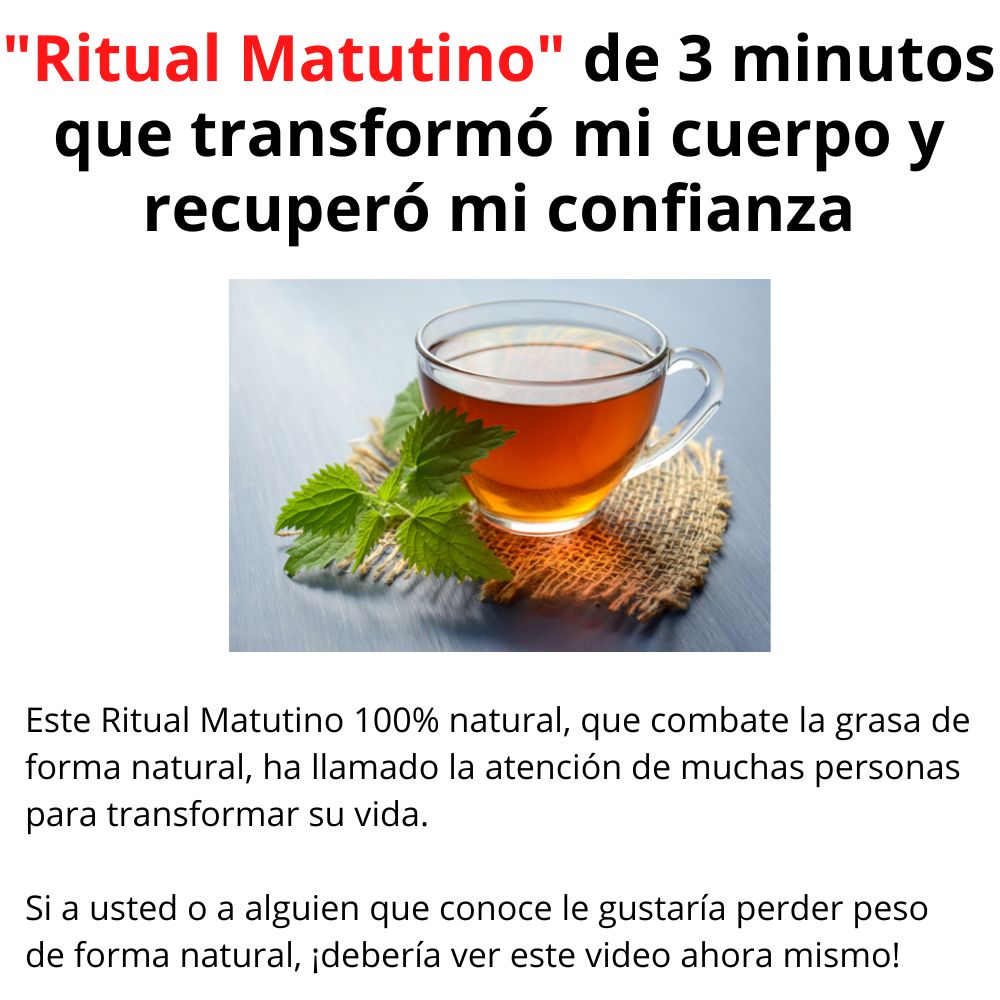 "Ritual Matutino" de 3 minutos
que transformó mi cuerpo y
recuperó mi confianza
Este Ritual Matutino 100% natural, que combate la grasa de
forma natural, ha llamado la atención de muchas personas
para transformar su vida.
Si a usted o a alguien que conoce le gustaría perder peso
de forma natural, ¡debería ver este video ahora mismo!